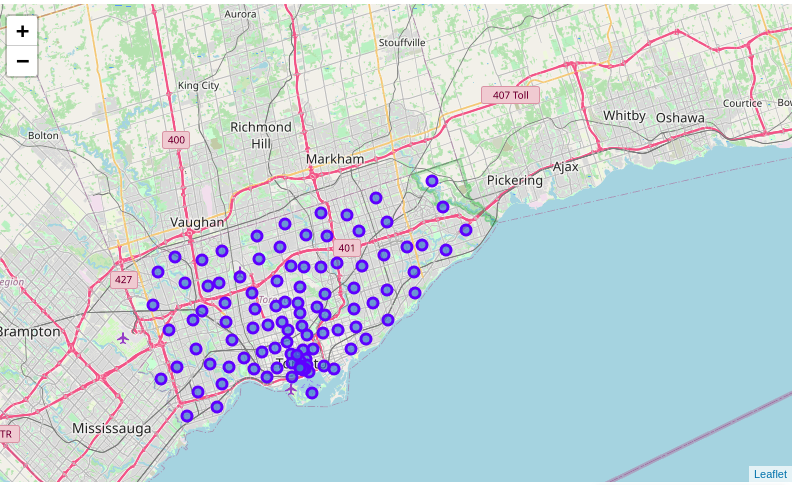 +
−
Aurora
Stouffville
King City
407 Toll
Whitby
Oshawa
Courtice
Bolton
Richmond
Hill
400
Markham
Ajax
Pickering
Vaughan
401
427
Brampton
Mississauga
TR
Leaflet